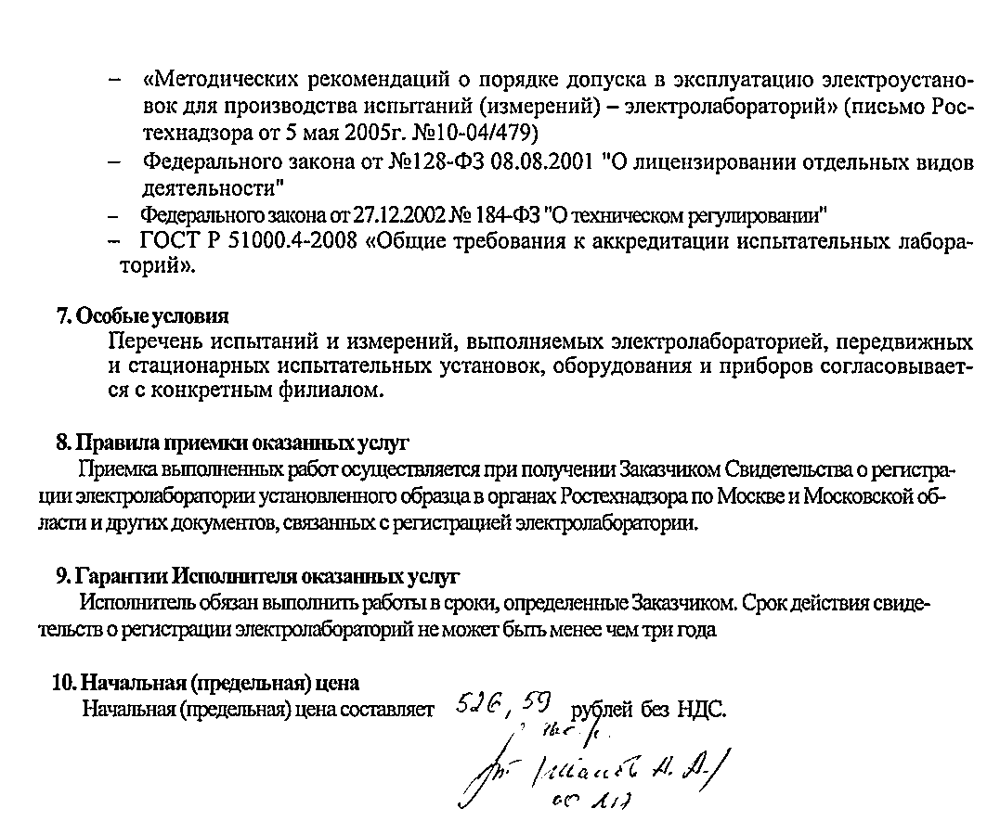 – «Методических рекомендаций о порядке допуска в эксплуатацию электроустано-
вок для производства испытаний (измерений) – электролабораторий» (письмо Рос-
технадзора от 5 мая 2005г. №10-04/479)
– Федерального закона от №128-ФЗ 08.08.2001 "О лицензировании отдельных видов
деятельности"
– Федерального закона от 27.12.2002 № 184-ФЗ "О техническом регулировании"
– ГОСТ Р 51000.4-2008 «Общие требования к аккредитации испытательных лабора-
торий».
7. Особые условия
Перечень испытаний и измерений, выполняемых электролабораторией, передвижных
и стационарных испытательных установок, оборудования и приборов согласовывает-
ся с конкретным филиалом.
8. Правила приемки оказанных услуг
Приемка выполненных работ осуществляется при получении Заказчиком Свидетельства о регистра-
ции электролаборатории установленного образца в органах Ростехнадзора по Москве и Московской об-
ласти и других документов, связанных с регистрацией электролаборатории.
9. Гарантии Исполнителя оказанных услуг
Исполнитель обязан выполнить работы в сроки, определенные Заказчиком. Срок действия свиде-
тельств о регистрации электролабораторий не может быть менее чем три года
10. Начальная (предельная) цена
Начальная (предельная) цена составляет 526,59 рублей без НДС.